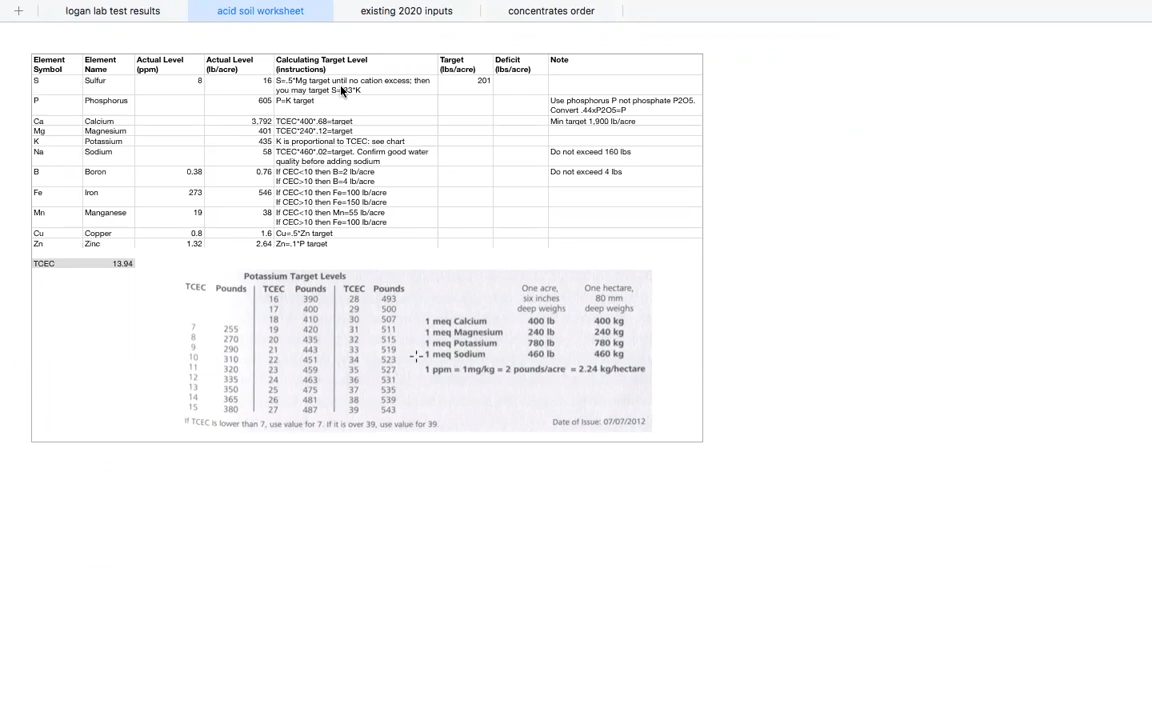 + logan lab test results acid soil worksheet existing 2020 inputs concentrates order
Element Symbol Element Name Actual Level (ppm) Actual Level (lb/acre) Calculating Target Level (instructions) Target (lbs/acre) Deficit (lbs/acre) Note
S Sulfur 8 16 S=.5*Mg target until no cation excess; then 201
you may target
P Phosphorus 605 P=K target Use phosphorus P not phosphate P2O5.
Convert .44xP2O5=P
Ca Calcium 3,792 TCEC*400*.68=target Min target 1,900 lb/acre
Mg Magnesium 401 TCEC*240*.12=target
K Potassium 435 K is proportional to TCEC: see chart
Na Sodium 58 TCEC*460*.02=target. Confirm good water Do not exceed 160 lbs
quality before adding sodium
B Boron 0.38 0.76 If CEC<10 then B=2 lb/acre Do not exceed 4 lbs
If CEC>10 then B=4 lb/acre
Fe Iron 273 546 If CEC<10 then Fe=100 lb/acre
If CEC>10 then Fe=150 lb/acre
Mn Manganese 19 38 If CEC<10 then Mn=55 lb/acre
If CEC>10 then Fe=100 lb/acre
Cu Copper 0.8 1.6 Cu=.5*Zn target
Zn Zinc 1.32 2.64 Zn=.1*P target
TCEC 13.94
Potassium Target Levels
TCEC Pounds TCEC Pounds TCEC Pounds One acre, One hectare,
16 390 28 493 six inches 80 mm
17 400 29 500 deep weighs deep weighs
18 410 30 507 1 meq Calcium 400 lb 400 kg
7 255 19 420 31 511 1 meq Magnesium 240 lb 240 kg
8 270 20 435 32 515 1 meq Potassium 780 lb 780 kg
9 290 21 443 33 519 1 meq Sodium 460 lb 460 kg
10 310 22 451 34 523
11 320 23 459 35 527 1 ppm = 1mg/kg = 2 pounds/acre = 2.24 kg/hectare
12 335 24 463 36 531
13 350 25 475 37 535
14 365 26 481 38 539
15 380 27 487 39 543
If TCEC is lower than 7, use value for 7. If it is over 39, use value for 39. Date of Issue: 07/07/2012